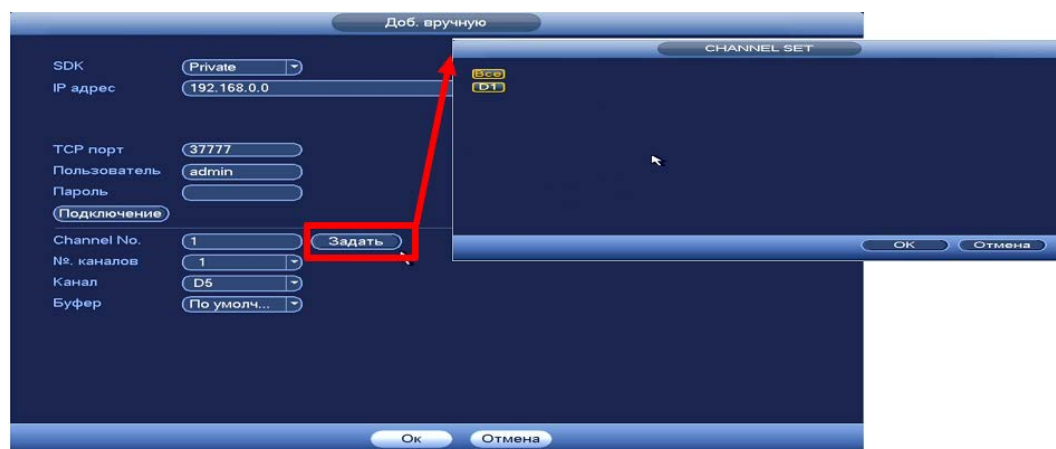 Доб. вручную
SDK Private
IP адрес 192.168.0.0
TCP порт 37777
Пользователь admin
Пароль
Подключение
Channel No. 1 Задать
№. каналов 1
Канал D5
Буфер По умолч...
Ок Отмена
CHANNEL SET
Все
D1
OK Отмена